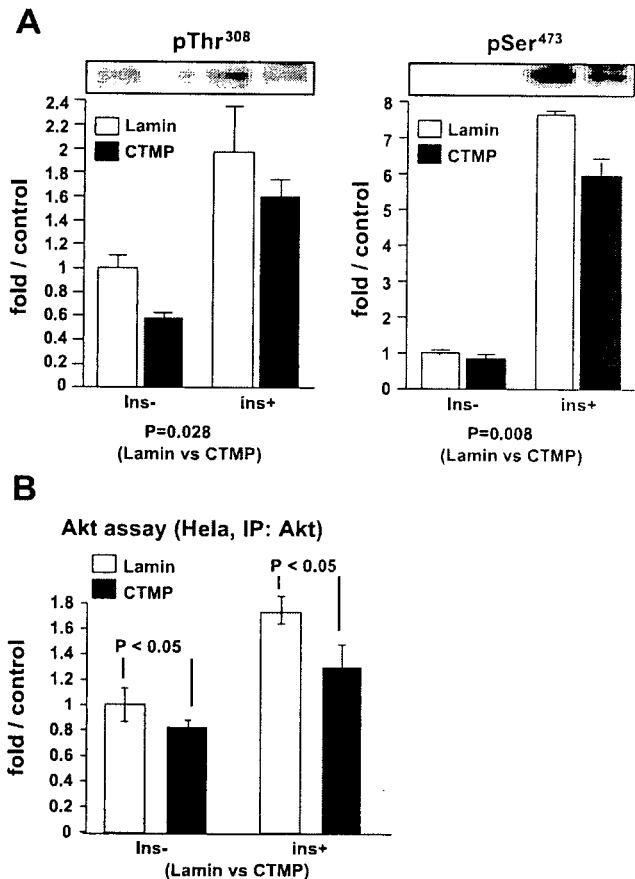 A
pThr308
pSer473
2.4
2.2
2
1.8
1.6
1.4
1.2
1
0.8
0.6
0.4
0.2
0
fold / control
Lamin
CTMP
Ins-
ins+
P=0.028
(Lamin vs CTMP)
8
7
6
5
4
3
2
1
0
fold / control
Lamin
CTMP
Ins-
ins+
P=0.008
(Lamin vs CTMP)
B
Akt assay (Hela, IP: Akt)
Lamin
CTMP
P < 0.05
P < 0.05
1.8
1.6
1.4
1.2
1
0.8
0.6
0.4
0.2
0
fold / control
Ins-
ins+
(Lamin vs CTMP)